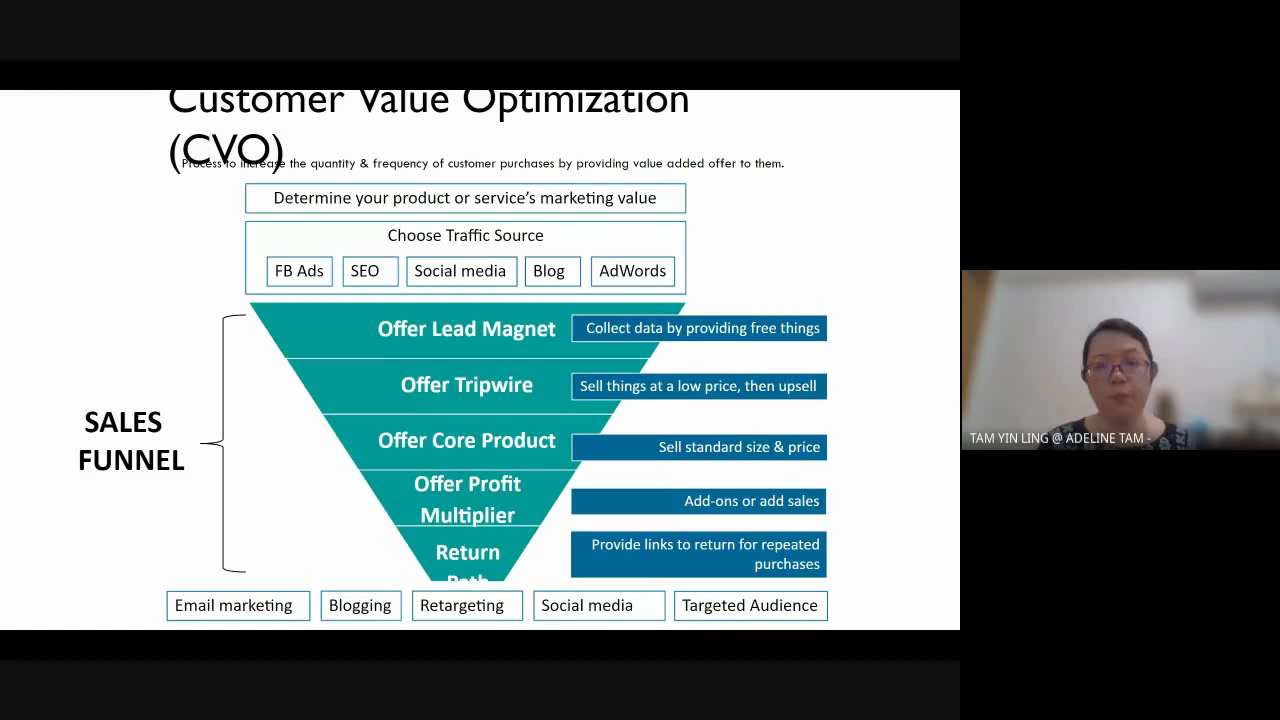 Customer Value Optimization
(CVO)
Process to increase the quantity & frequency of customer purchases by providing value added offer to them.
Determine your product or service's marketing value
Choose Traffic Source
FB Ads
SEO
Social media
Blog
AdWords
Offer Lead Magnet
Collect data by providing free things
Offer Tripwire
Sell things at a low price, then upsell
SALES
FUNNEL
Offer Core Product
Sell standard size & price
Offer Profit
Multiplier
Add-ons or add sales
Return
Path
Provide links to return for repeated
purchases
Email marketing
Blogging
Retargeting
Social media
Targeted Audience
TAM YIN LING @ ADELINE TAM -